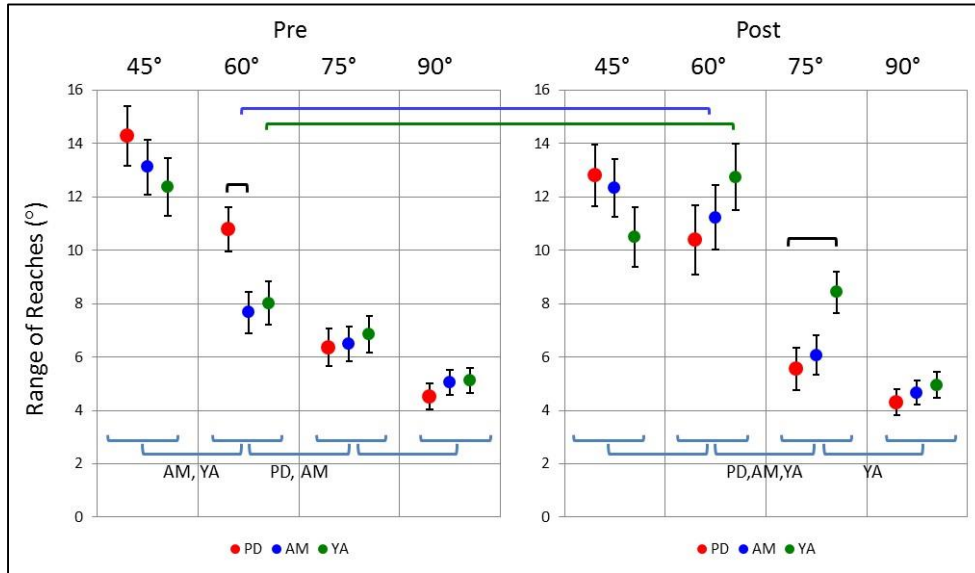 Pre Post
45° 60° 75° 90° 45° 60° 75° 90°
Range of Reaches (°)
16 16
14 14
12 12
10 10
8 8
6 6
4 4
2 2
0 0
AM, YA PD, AM PD,AM,YA YA
PD AM YA PD AM YA